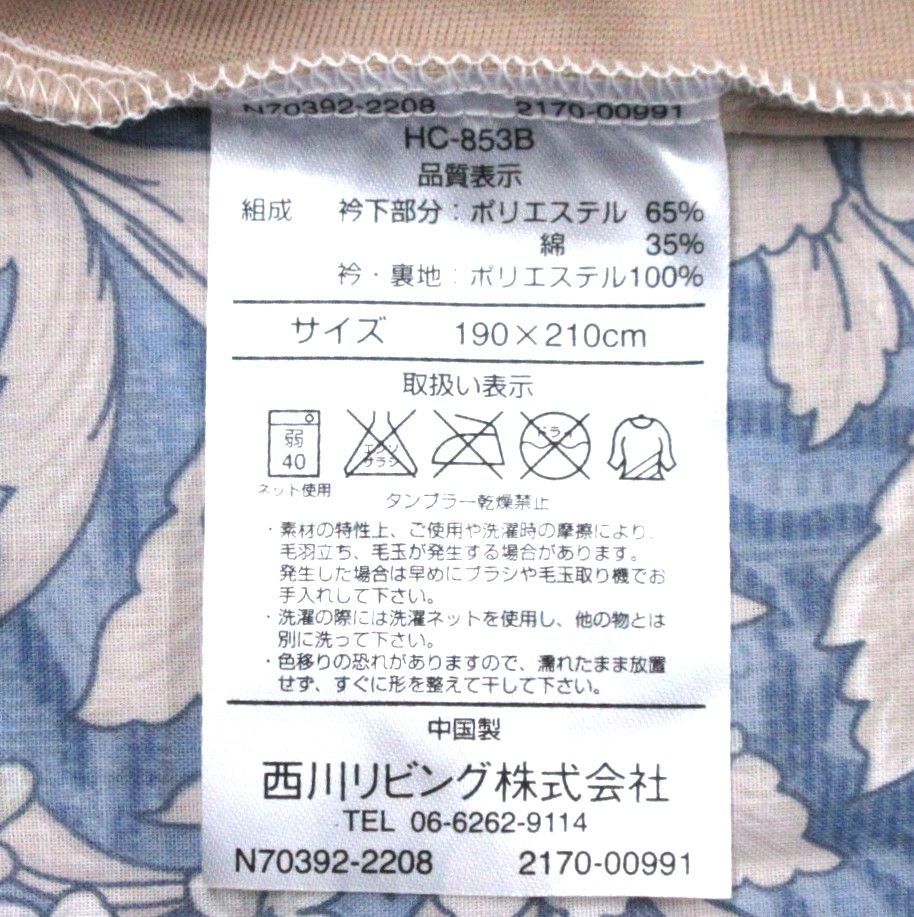 N70392-2208 2170-00991
HC-853B
品質表示
組成 衿下部分：ポリエステル 65%
綿 35%
衿・裏地：ポリエステル100%
サイズ 190×210cm
取扱い表示
弱 エンソ ドライ
40 サラシ
ネット使用
タンブラー乾燥禁止
・素材の特性上、ご使用や洗濯時の摩擦により、
毛羽立ち、毛玉が発生する場合があります。
発生した場合は早めにブラシや毛玉取り機でお
手入れして下さい。
・洗濯の際には洗濯ネットを使用し、他の物とは
別に洗って下さい。
・色移りの恐れがありますので、濡れたまま放置
せず、すぐに形を整えて干して下さい。
中国製
西川リビング株式会社
TEL 06-6262-9114
N70392-2208 2170-00991